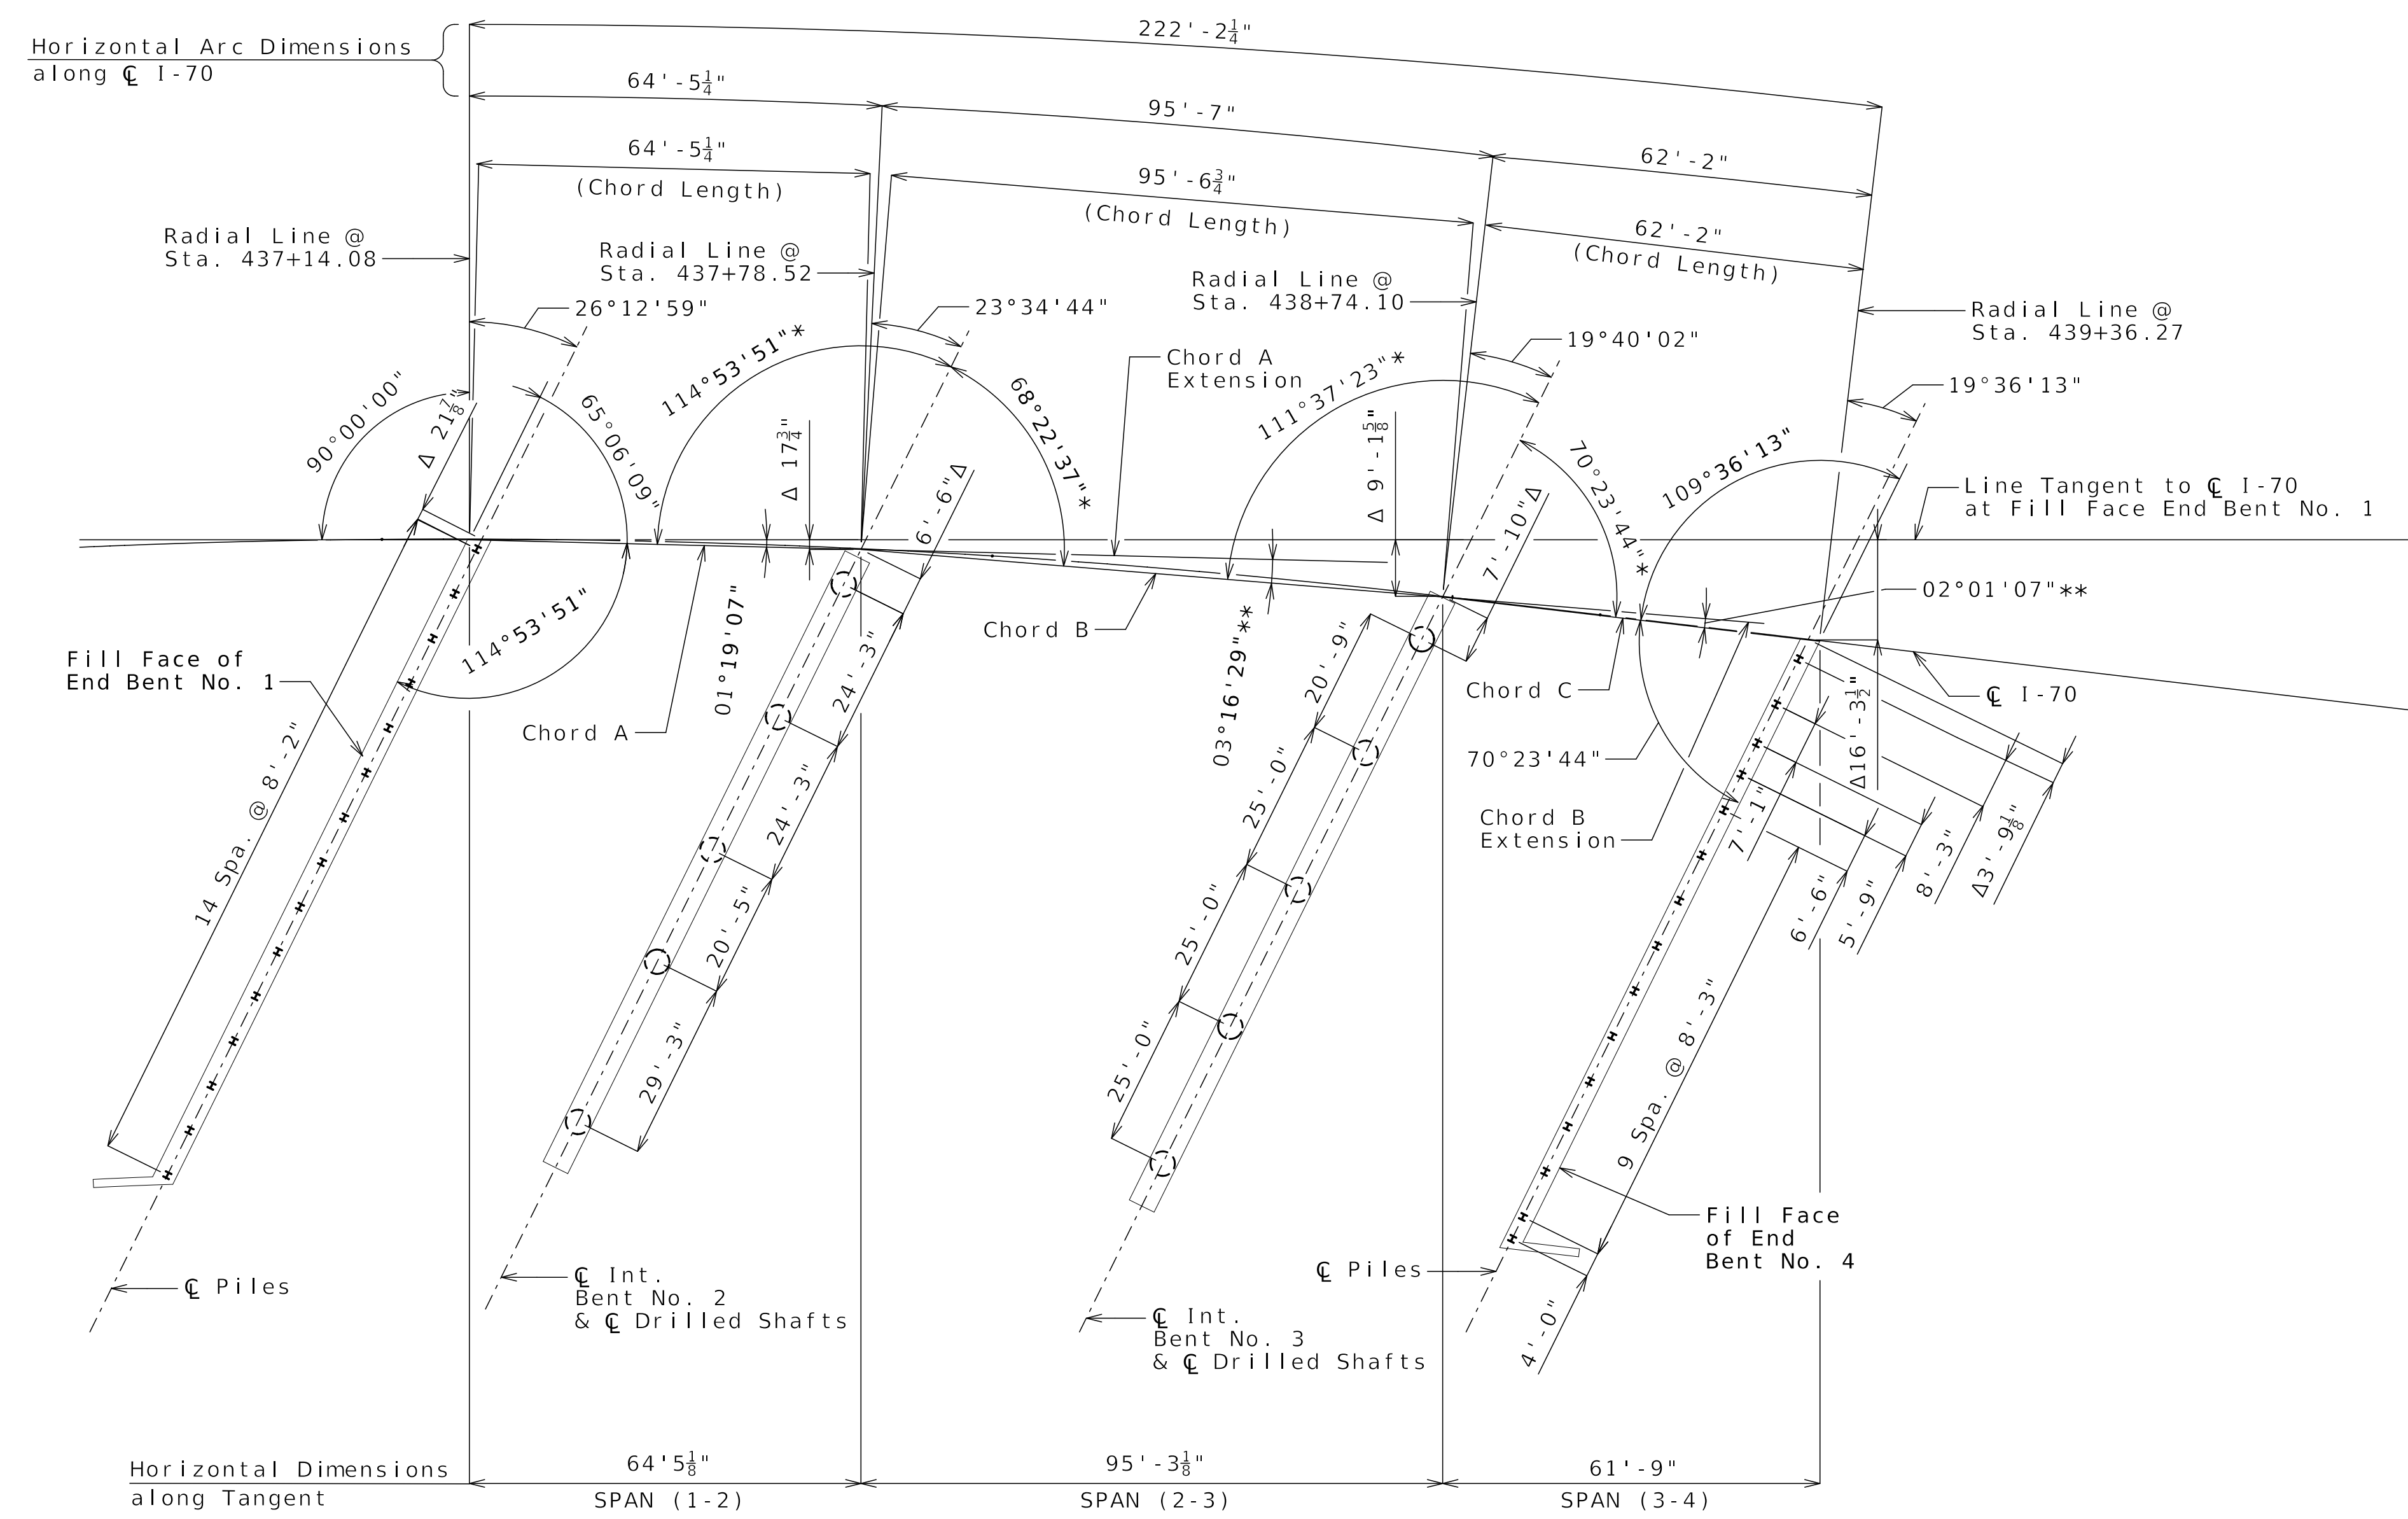 222'-2¼"
Horizontal Arc Dimensions
along ℄ I-70
64'-5¼"
95'-7"
62'-2"
64'-5¼"
(Chord Length)
95'-6¾"
(Chord Length)
62'-2"
(Chord Length)
Radial Line @
Sta. 437+14.08
Radial Line @
Sta. 437+78.52
Radial Line @
Sta. 438+74.10
Radial Line @
Sta. 439+36.27
26°12'59"
23°34'44"
19°40'02"
19°36'13"
90°00'00"
Δ 21⅞"
65°06'09"
114°53'51"*
Δ 17¾"
68°22'37"*
Chord A
Extension
111°37'23"*
Δ 9'-1⅝"
70°23'44"*
109°36'13"
Line Tangent to ℄ I-70
at Fill Face End Bent No. 1
6'-6"Δ
7'-10"Δ
02°01'07"**
114°53'51"
01°19'07"
Chord B
03°16'29"**
Fill Face of
End Bent No. 1
Chord A
Chord C
℄ I-70
70°23'44"
Chord B
Extension
Δ16'-3½"
14 Spa. @ 8'-2"
24'-3"
24'-3"
20'-5"
29'-3"
20'-9"
25'-0"
25'-0"
25'-0"
7'-1"
6'-6"
5'-9"
8'-3"
Δ3'-9⅛"
9 Spa. @ 8'-3"
4'-0"
Fill Face
of End
Bent No. 4
℄ Piles
℄ Int.
Bent No. 2
& ℄ Drilled Shafts
℄ Int.
Bent No. 3
& ℄ Drilled Shafts
℄ Piles
Horizontal Dimensions
along Tangent
64'5⅛"
SPAN (1-2)
95'-3⅛"
SPAN (2-3)
61'-9"
SPAN (3-4)